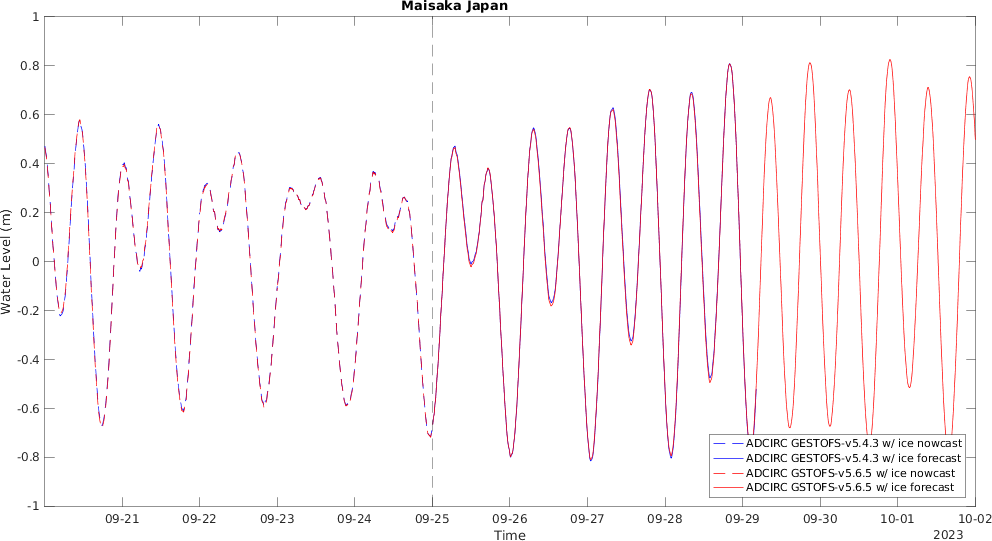 Maisaka Japan
1
0.8
0.6
0.4
0.2
0
-0.2
-0.4
-0.6
-0.8
-1
Water Level (m)
ADCIRC GESTOFS-v5.4.3 w/ ice nowcast
ADCIRC GESTOFS-v5.4.3 w/ ice forecast
ADCIRC GSTOFS-v5.6.5 w/ ice nowcast
ADCIRC GSTOFS-v5.6.5 w/ ice forecast
09-21 09-22 09-23 09-24 09-25 09-26 09-27 09-28 09-29 09-30 10-01 10-02
Time
2023